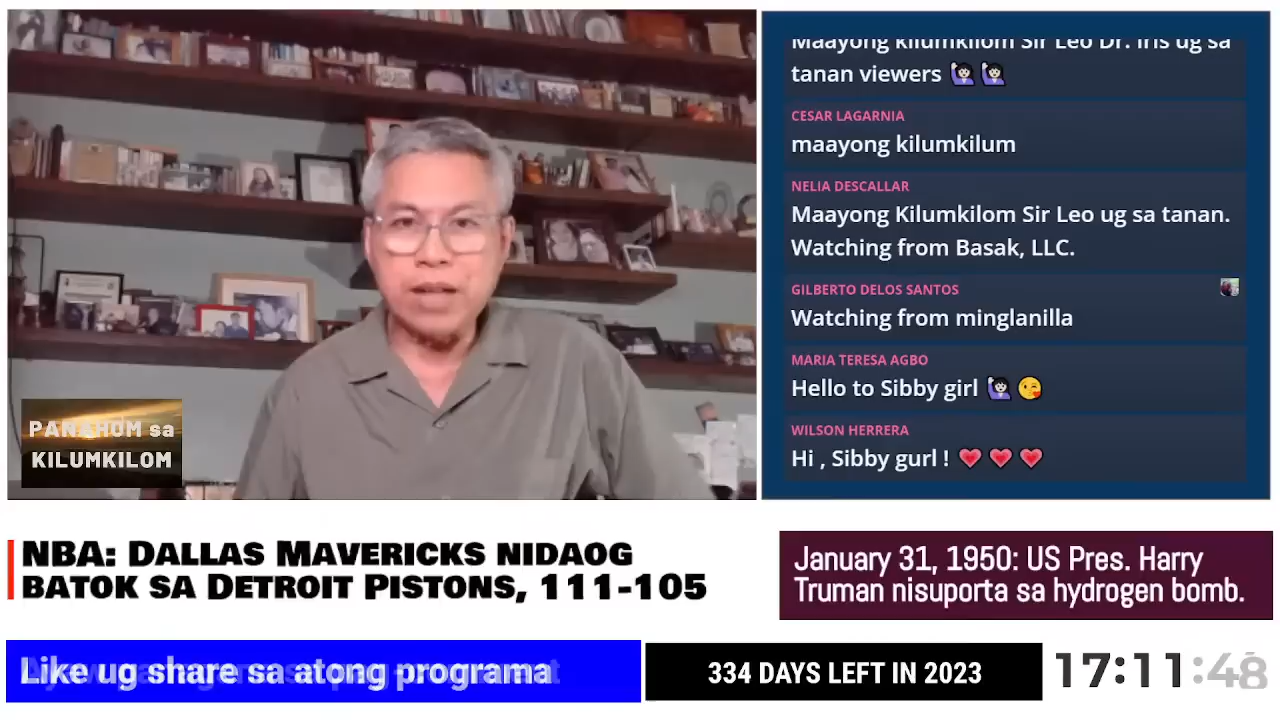 Maayong kilumkilom Sir Leo Dr. Iris ug sa
tanan viewers
CESAR LAGARNIA
maayong kilumkilum
NELIA DESCALLAR
Maayong Kilumkilom Sir Leo ug sa tanan.
Watching from Basak, LLC.
GILBERTO DELOS SANTOS
Watching from minglanilla
MARIA TERESA AGBO
Hello to Sibby girl
WILSON HERRERA
Hi , Sibby gurl !
PANAHOM sa
KILUMKILOM
NBA: DALLAS MAVERICKS NIDAOG
BATOK SA DETROIT PISTONS, 111-105
January 31, 1950: US Pres. Harry
Truman nisuporta sa hydrogen bomb.
Like ug share sa atong programa
334 DAYS LEFT IN 2023
17:11:48